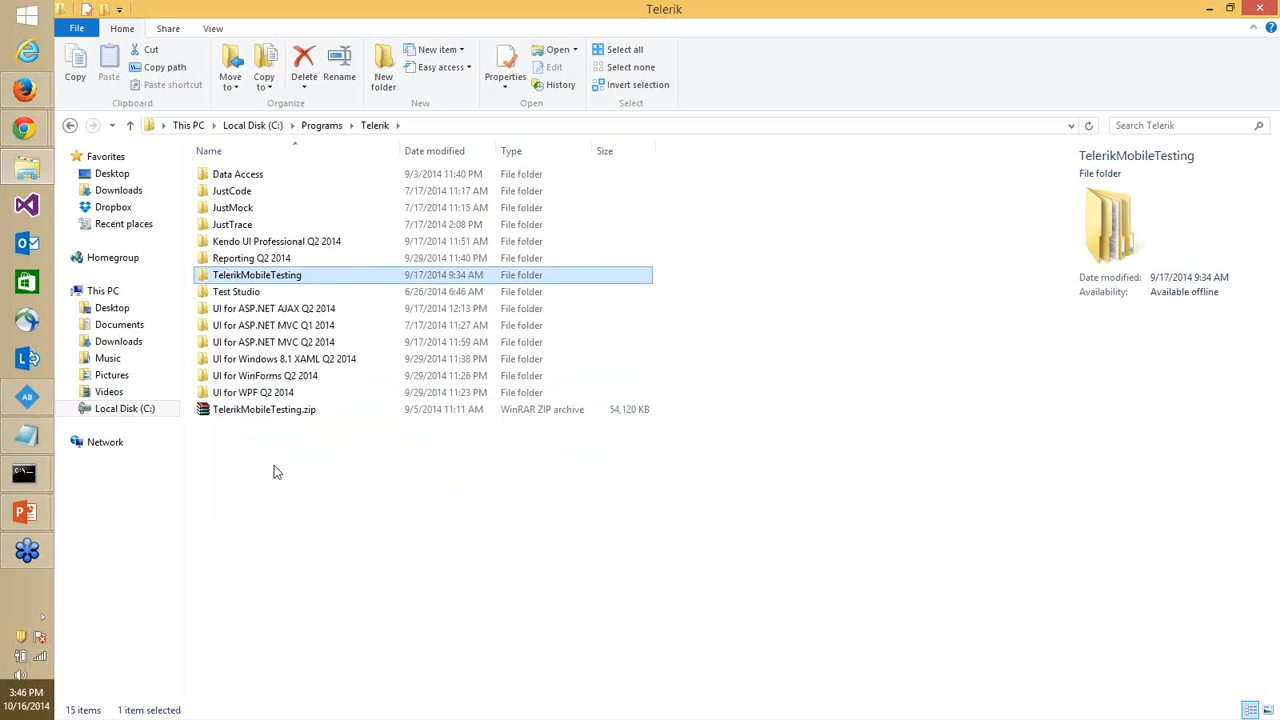 Telerik
File Home Share View
Copy
Paste
Cut
Copy path
Paste shortcut
Clipboard
Move to
Copy to
Delete
Rename
Organize
New folder
New item
Easy access
New
Properties
Open
Edit
History
Open
Select all
Select none
Invert selection
Select
This PC Local Disk (C:) Programs Telerik
Search Telerik
Favorites
Desktop
Downloads
Dropbox
Recent places
Homegroup
This PC
Desktop
Documents
Downloads
Music
Pictures
Videos
Local Disk (C:)
Network
Name Date modified Type Size
Data Access 9/3/2014 11:40 PM File folder
JustCode 7/17/2014 11:17 AM File folder
JustMock 7/17/2014 11:15 AM File folder
JustTrace 7/17/2014 2:08 PM File folder
Kendo UI Professional Q2 2014 9/17/2014 11:51 AM File folder
Reporting Q2 2014 9/29/2014 11:40 PM File folder
TelerikMobileTesting 9/17/2014 9:34 AM File folder
Test Studio 6/26/2014 6:46 AM File folder
UI for ASP.NET AJAX Q2 2014 9/17/2014 12:13 PM File folder
UI for ASP.NET MVC Q1 2014 7/17/2014 11:27 AM File folder
UI for ASP.NET MVC Q2 2014 9/17/2014 11:59 AM File folder
UI for Windows 8.1 XAML Q2 2014 9/29/2014 11:38 PM File folder
UI for WinForms Q2 2014 9/29/2014 11:26 PM File folder
UI for WPF Q2 2014 9/29/2014 11:23 PM File folder
TelerikMobileTesting.zip 9/5/2014 11:11 AM WinRAR ZIP archive 54,120 KB
TelerikMobileTesting
File folder
Date modified: 9/17/2014 9:34 AM
Availability: Available offline
3:46 PM
10/16/2014
15 items 1 item selected